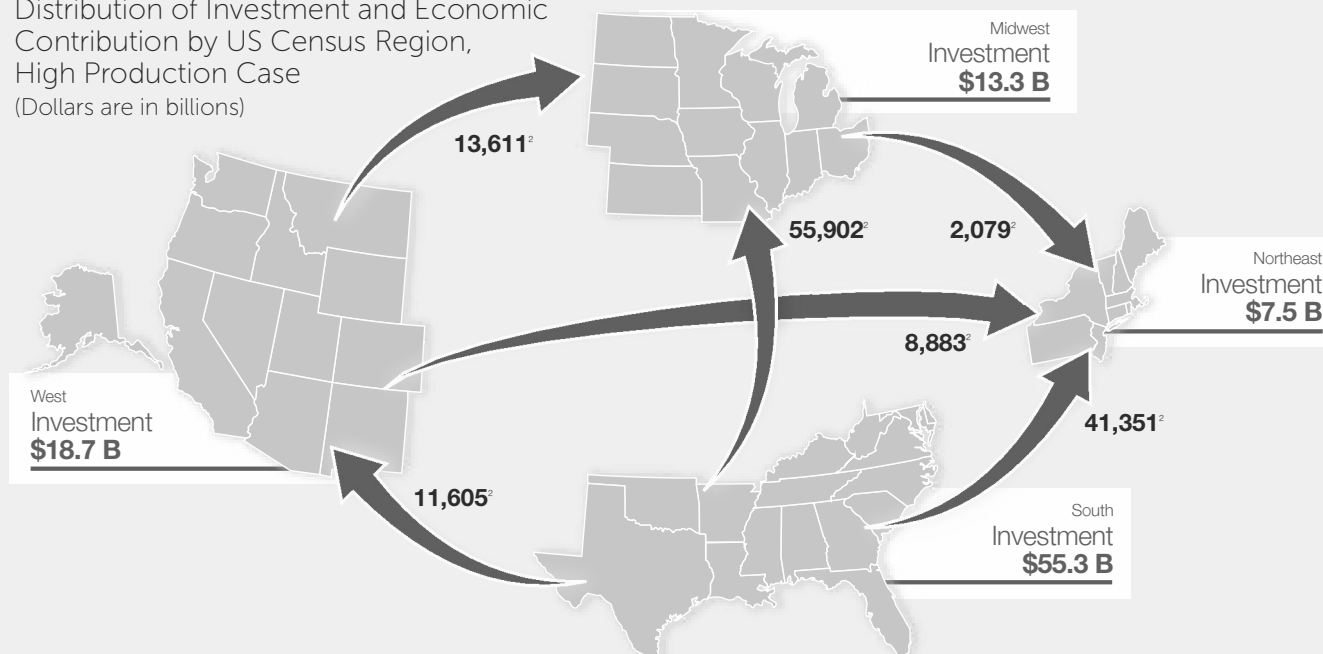 Distribution of Investment and Economic
Contribution by US Census Region,
High Production Case
(Dollars are in billions)
Midwest
Investment
$13.3 B
13,611²
55,902²
2,079²
Northeast
Investment
$7.5 B
8,883²
West
Investment
$18.7 B
41,351²
11,605²
South
Investment
$55.3 B